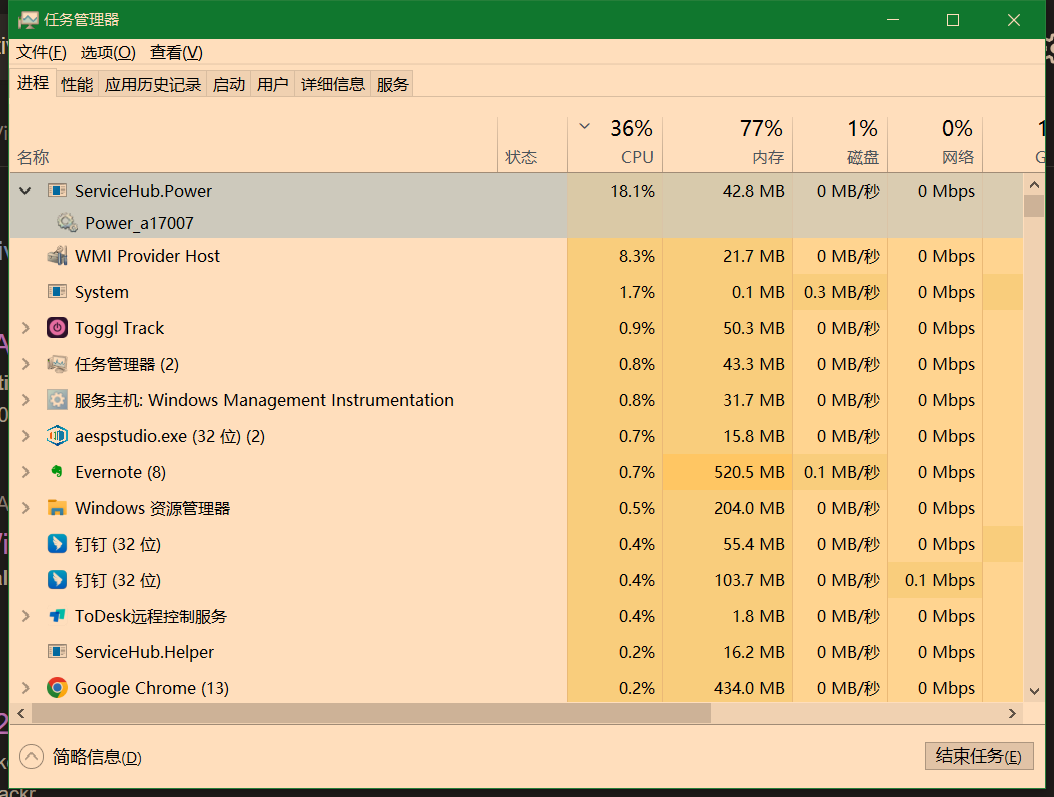 任务管理器
文件(F) 选项(O) 查看(V)
进程 性能 应用历史记录 启动 用户 详细信息 服务
36% 77% 1% 0%
名称 状态 CPU 内存 磁盘 网络
ServiceHub.Power 18.1% 42.8 MB 0 MB/秒 0 Mbps
Power_a17007
WMI Provider Host 8.3% 21.7 MB 0 MB/秒 0 Mbps
System 1.7% 0.1 MB 0.3 MB/秒 0 Mbps
Toggl Track 0.9% 50.3 MB 0 MB/秒 0 Mbps
任务管理器 (2) 0.8% 43.3 MB 0 MB/秒 0 Mbps
服务主机: Windows Management Instrumentation 0.8% 31.7 MB 0 MB/秒 0 Mbps
aespstudio.exe (32 位) (2) 0.7% 15.8 MB 0 MB/秒 0 Mbps
Evernote (8) 0.7% 520.5 MB 0.1 MB/秒 0 Mbps
Windows 资源管理器 0.5% 204.0 MB 0 MB/秒 0 Mbps
钉钉 (32 位) 0.4% 55.4 MB 0 MB/秒 0 Mbps
钉钉 (32 位) 0.4% 103.7 MB 0 MB/秒 0.1 Mbps
ToDesk远程控制服务 0.4% 1.8 MB 0 MB/秒 0 Mbps
ServiceHub.Helper 0.2% 16.2 MB 0 MB/秒 0 Mbps
Google Chrome (13) 0.2% 434.0 MB 0 MB/秒 0 Mbps
简略信息(D) 结束任务(E)